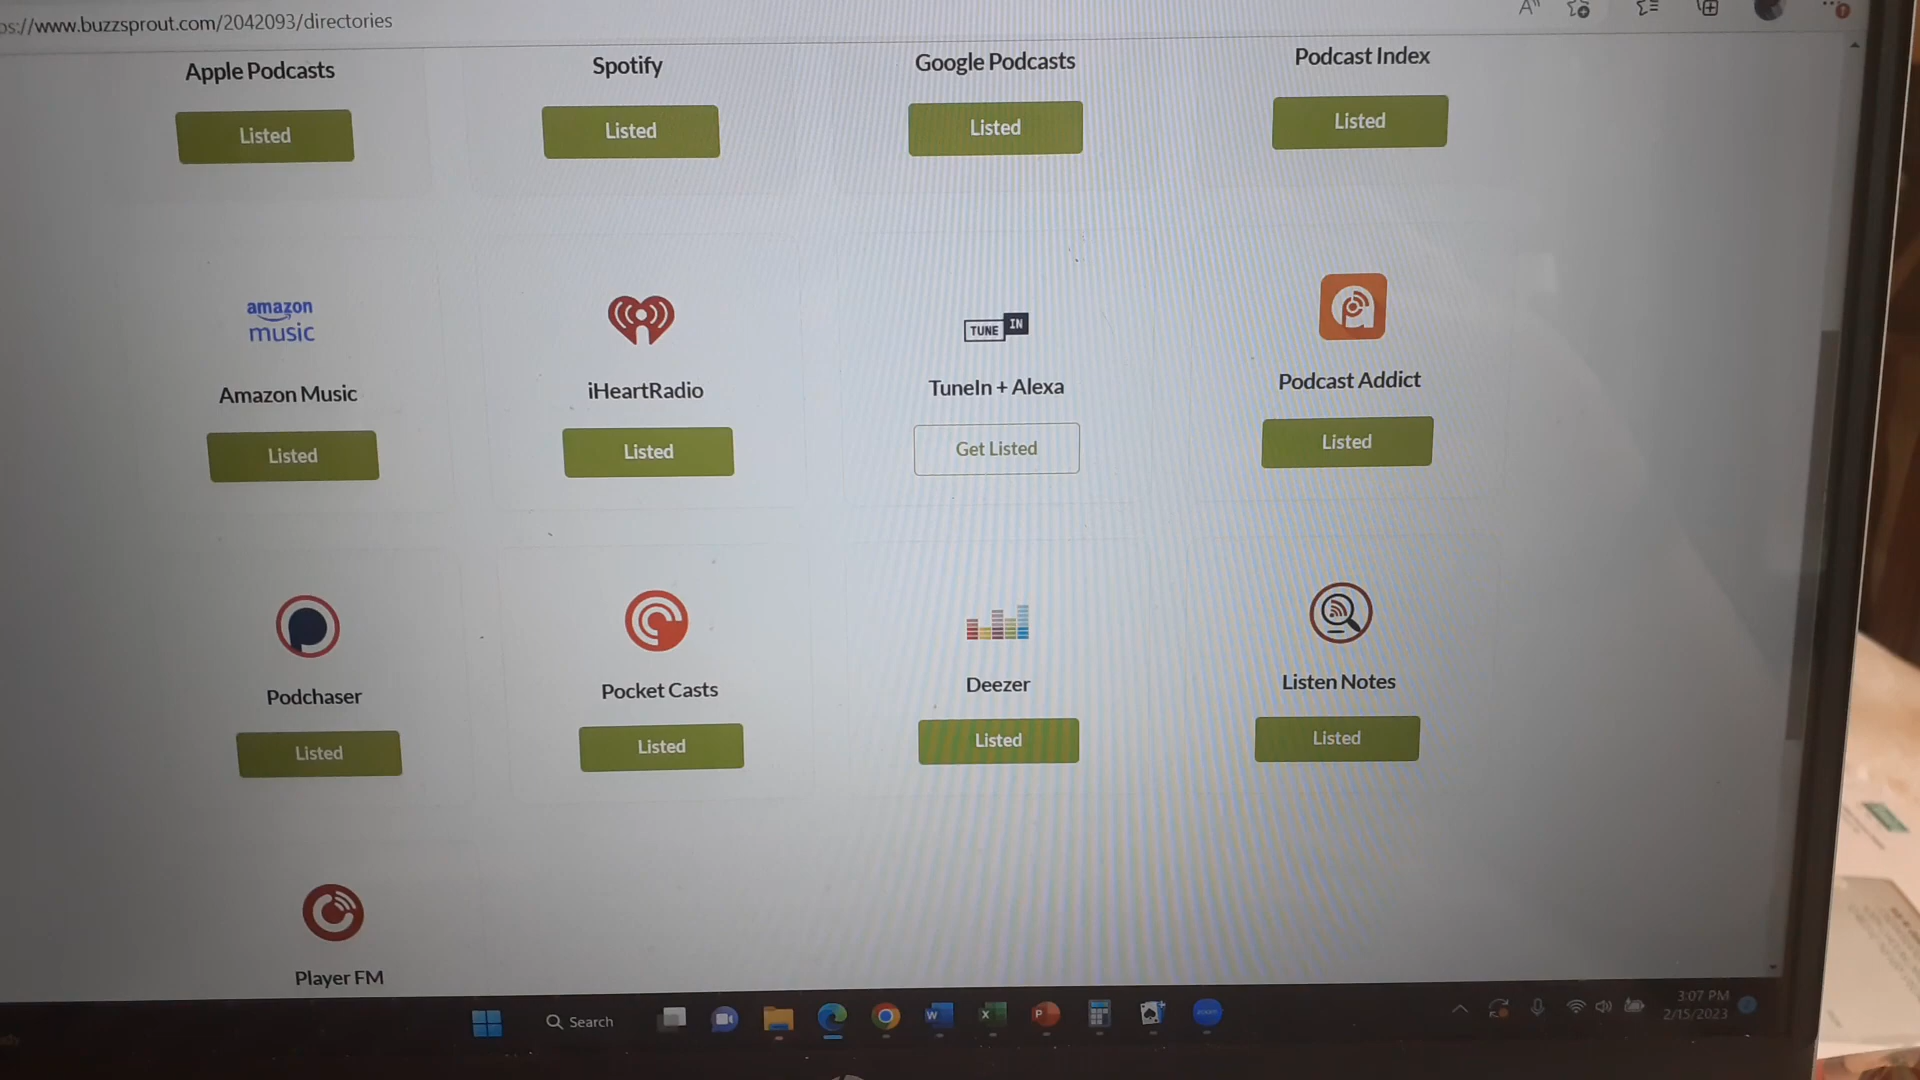 os://www.buzzsprout.com/2042093/directories
Apple Podcasts
Spotify
Google Podcasts
Podcast Index
Listed
Listed
Listed
Listed
amazon
music
TUNE IN
Amazon Music
iHeartRadio
TuneIn + Alexa
Podcast Addict
Listed
Listed
Get Listed
Listed
Podchaser
Pocket Casts
Deezer
Listen Notes
Listed
Listed
Listed
Listed
Player FM
Search
3:07 PM
2/15/2023